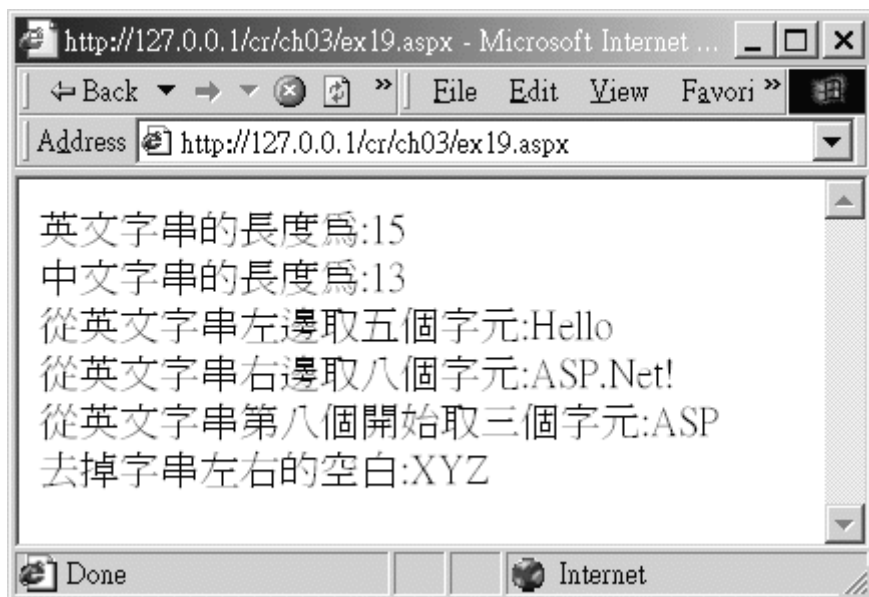 http://127.0.0.1/cr/ch03/ex19.aspx - Microsoft Internet ...
Back » File Edit View Favori »
Address http://127.0.0.1/cr/ch03/ex19.aspx
英文字串的長度爲:15
中文字串的長度爲:13
從英文字串左邊取五個字元:Hello
從英文字串右邊取八個字元:ASP.Net!
從英文字串第八個開始取三個字元:ASP
去掉字串左右的空白:XYZ
Done Internet